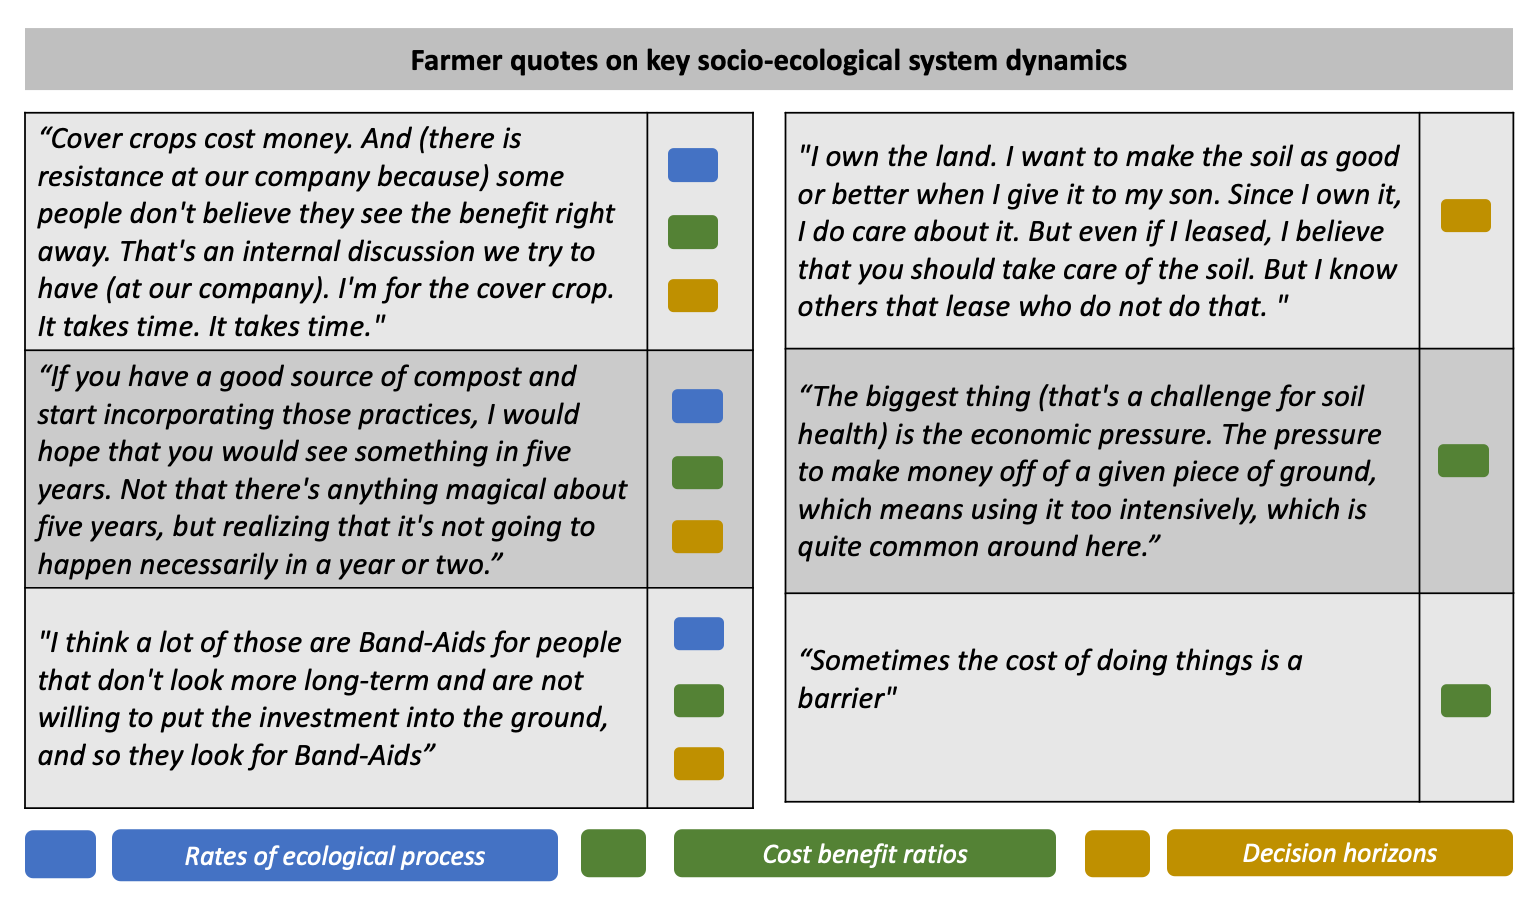 Farmer quotes on key socio-ecological system dynamics
“Cover crops cost money. And (there is
resistance at our company because) some
people don't believe they see the benefit right
away. That's an internal discussion we try to
have (at our company). I'm for the cover crop.
It takes time. It takes time."
“If you have a good source of compost and
start incorporating those practices, I would
hope that you would see something in five
years. Not that there's anything magical about
five years, but realizing that it's not going to
happen necessarily in a year or two.”
"I think a lot of those are Band-Aids for people
that don't look more long-term and are not
willing to put the investment into the ground,
and so they look for Band-Aids”
"I own the land. I want to make the soil as good
or better when I give it to my son. Since I own it,
I do care about it. But even if I leased, I believe
that you should take care of the soil. But I know
others that lease who do not do that. "
“The biggest thing (that's a challenge for soil
health) is the economic pressure. The pressure
to make money off of a given piece of ground,
which means using it too intensively, which is
quite common around here.”
“Sometimes the cost of doing things is a
barrier"
Rates of ecological process
Cost benefit ratios
Decision horizons